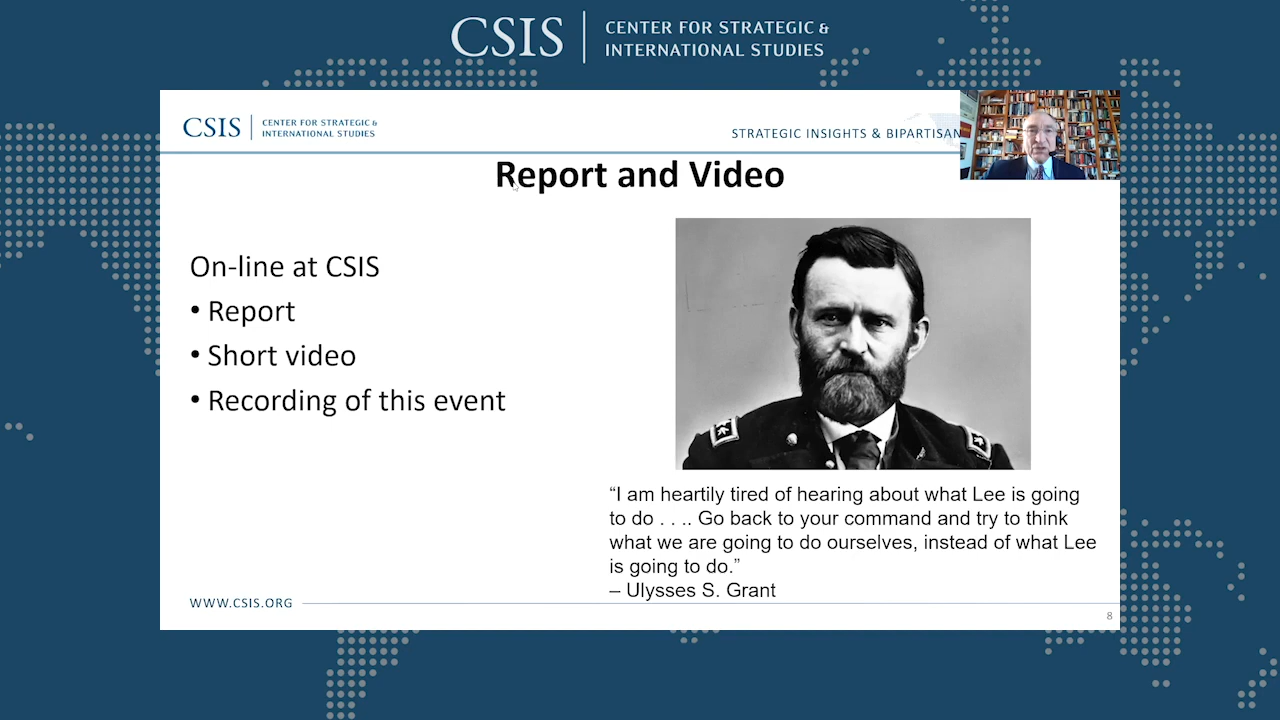 CSIS
CENTER FOR STRATEGIC &
INTERNATIONAL STUDIES
CSIS
CENTER FOR STRATEGIC &
INTERNATIONAL STUDIES
STRATEGIC INSIGHTS & BIPARTISAN
Report and Video
On-line at CSIS
• Report
• Short video
• Recording of this event
“I am heartily tired of hearing about what Lee is going
to do . . .. Go back to your command and try to think
what we are going to do ourselves, instead of what Lee
is going to do.”
– Ulysses S. Grant
WWW.CSIS.ORG
8